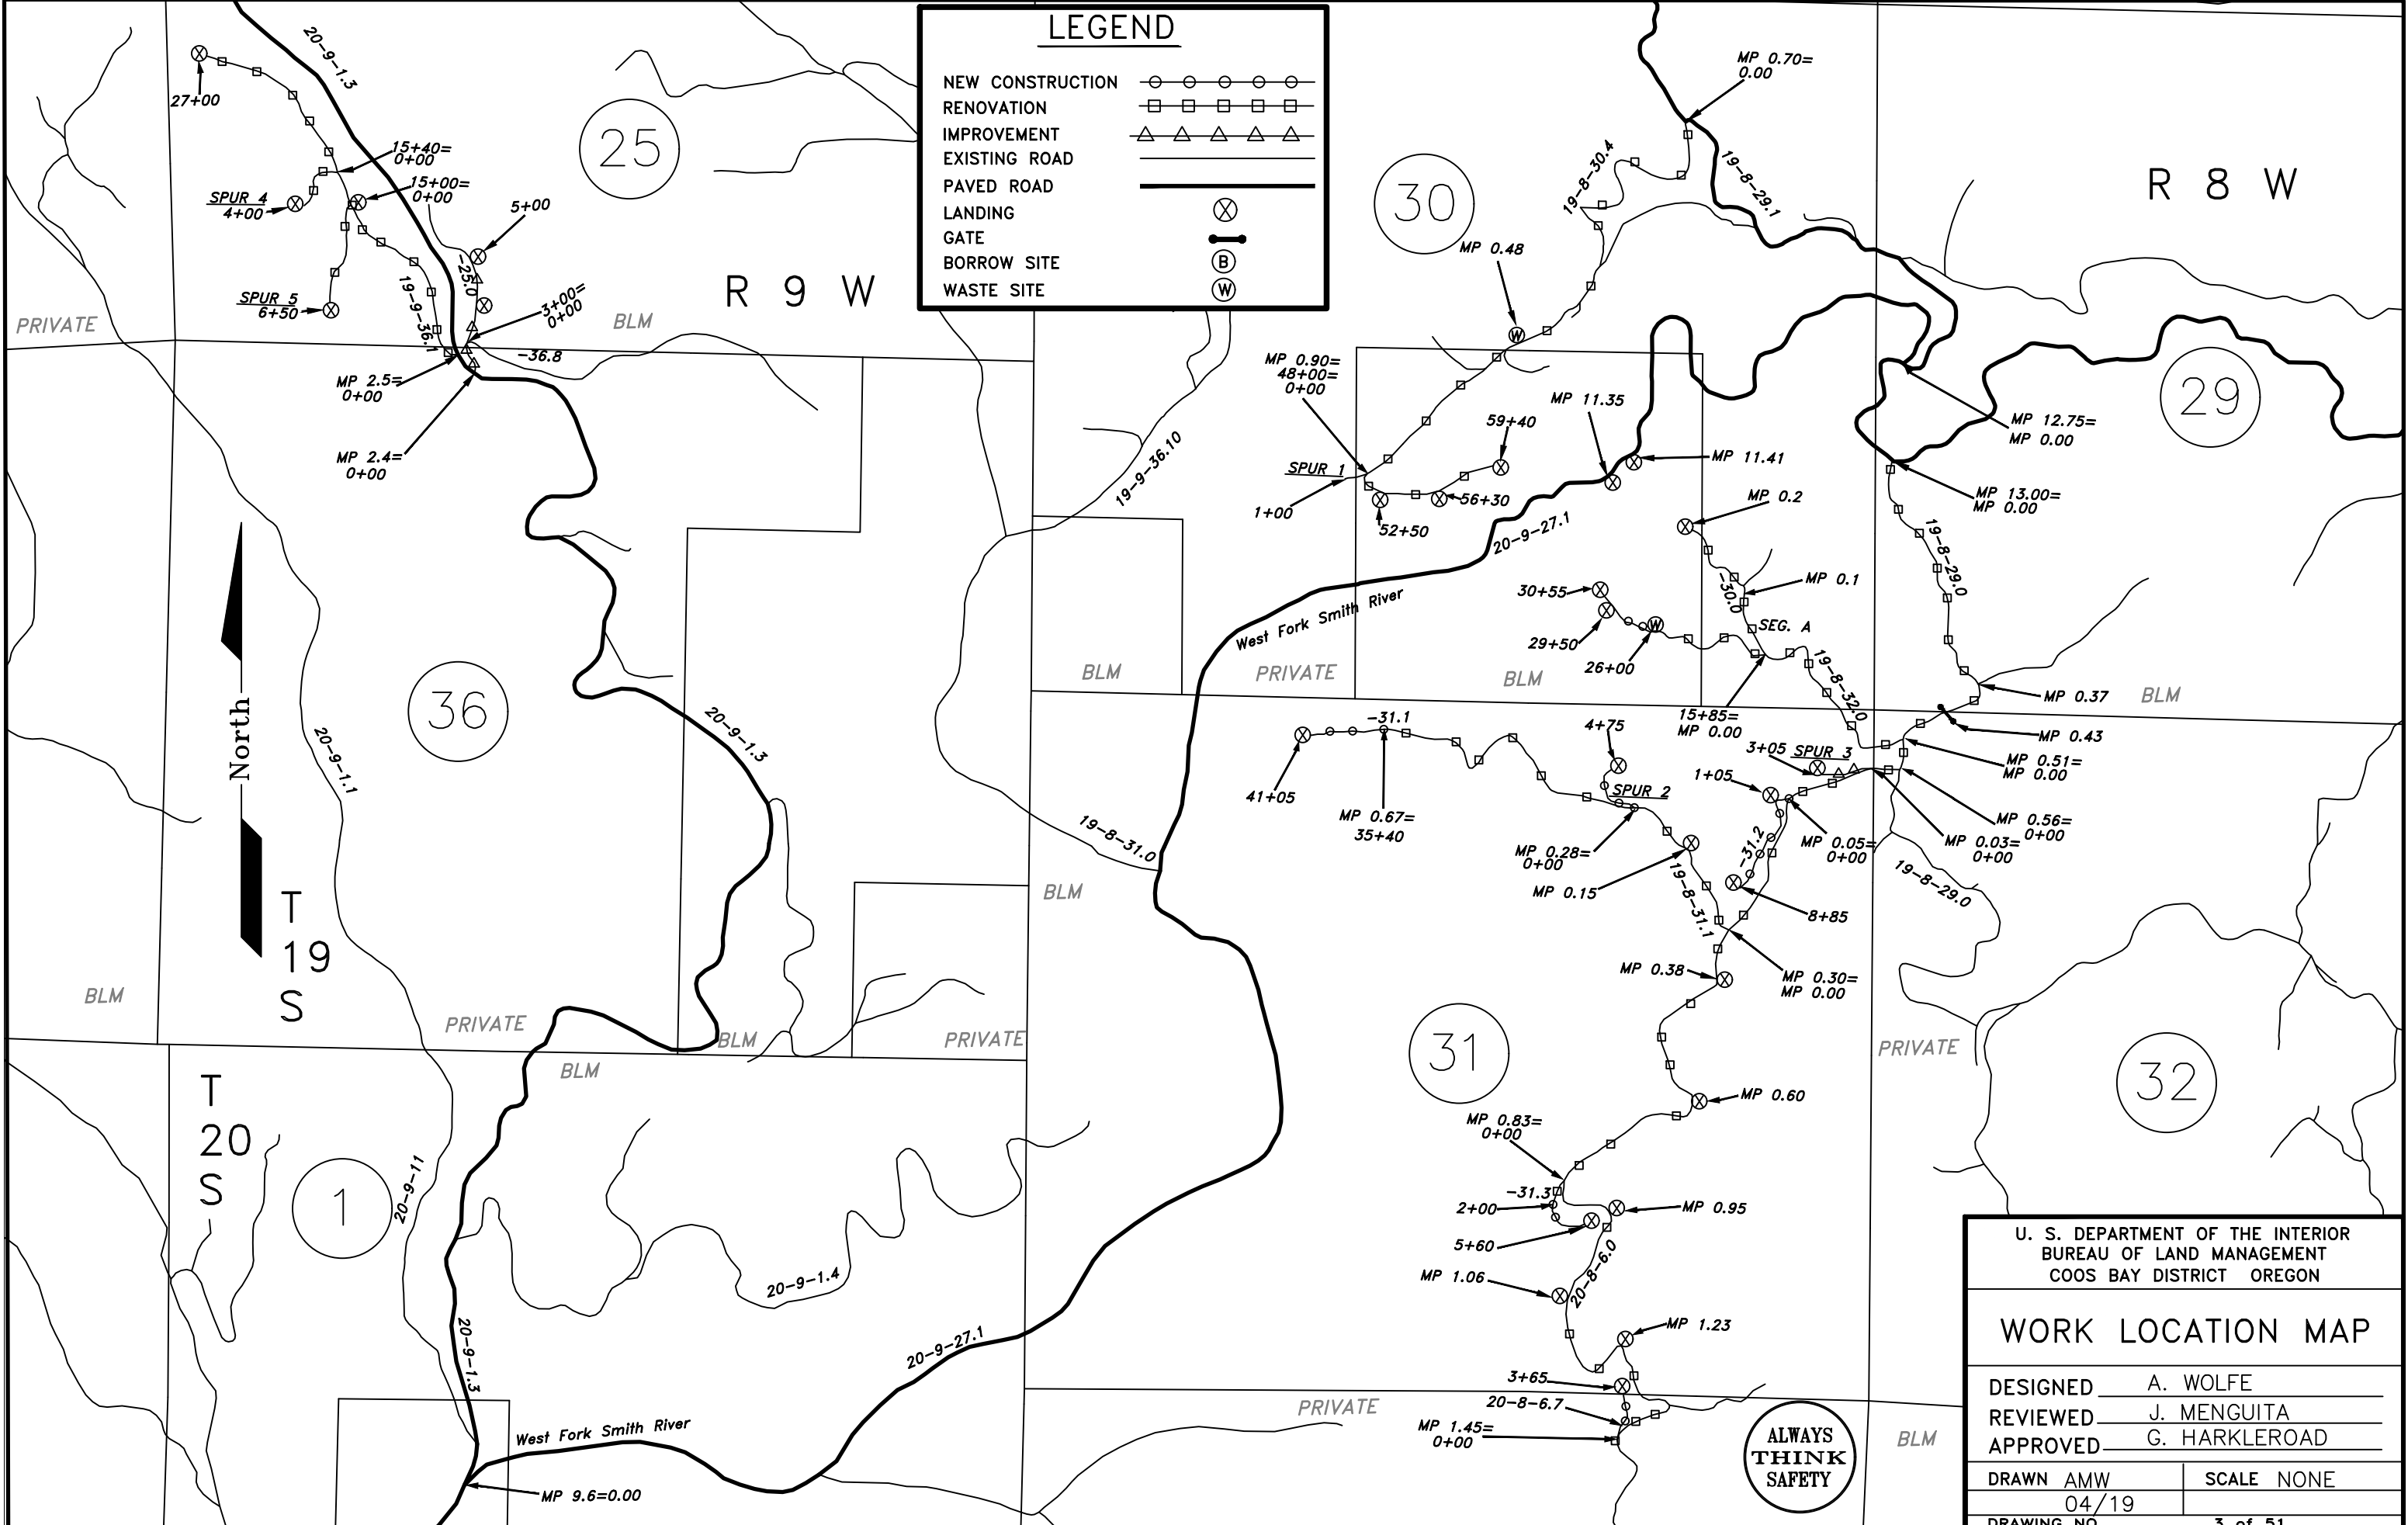 LEGEND
NEW CONSTRUCTION
RENOVATION
IMPROVEMENT
EXISTING ROAD
PAVED ROAD
LANDING
GATE
BORROW SITE B
WASTE SITE W
20-9-1.3
27+00
25
15+40=
0+00
15+00=
0+00
SPUR 4
4+00
5+00
-25.0
SPUR 5
6+50
19-9-36.1
3+00=
0+00
R 9 W
PRIVATE
BLM
-36.8
MP 2.5=
0+00
MP 2.4=
0+00
MP 0.70=
0.00
19-8-30.4
19-8-29.1
30
R 8 W
MP 0.48
W
MP 0.90=
48+00=
0+00
MP 11.35
59+40
29
MP 12.75=
MP 0.00
SPUR 1
1+00
MP 11.41
56+30
52+50
MP 0.2
MP 13.00=
MP 0.00
19-9-36.10
20-9-27.1
19-8-29.0
30+55
MP 0.1
-30.0
West Fork Smith River
W
SEG. A
29+50
26+00
19-8-32.0
BLM
PRIVATE
BLM
MP 0.37
BLM
36
North
20-9-1.1
20-9-1.3
-31.1
4+75
15+85=
MP 0.00
MP 0.43
3+05 SPUR 3
MP 0.51=
MP 0.00
1+05
41+05
SPUR 2
MP 0.67=
35+40
19-8-31.0
MP 0.28=
0+00
-31.2
MP 0.05=
0+00
MP 0.03=
0+00
MP 0.56=
0+00
MP 0.15
19-8-31.1
19-8-29.0
BLM
8+85
T
19
S
MP 0.38
MP 0.30=
MP 0.00
BLM
PRIVATE
BLM
PRIVATE
31
PRIVATE
32
BLM
T
20
S
MP 0.60
MP 0.83=
0+00
1
20-9-11
-31.3
2+00
MP 0.95
5+60
20-8-6.0
MP 1.06
20-9-1.4
MP 1.23
20-9-27.1
20-9-1.3
3+65
20-8-6.7
PRIVATE
MP 1.45=
0+00
BLM
West Fork Smith River
MP 9.6=0.00
ALWAYS
THINK
SAFETY
U. S. DEPARTMENT OF THE INTERIOR
BUREAU OF LAND MANAGEMENT
COOS BAY DISTRICT OREGON
WORK LOCATION MAP
DESIGNED A. WOLFE
REVIEWED J. MENGUITA
APPROVED G. HARKLEROAD
DRAWN AMW SCALE NONE
04/19
DRAWING NO. 3 of 51